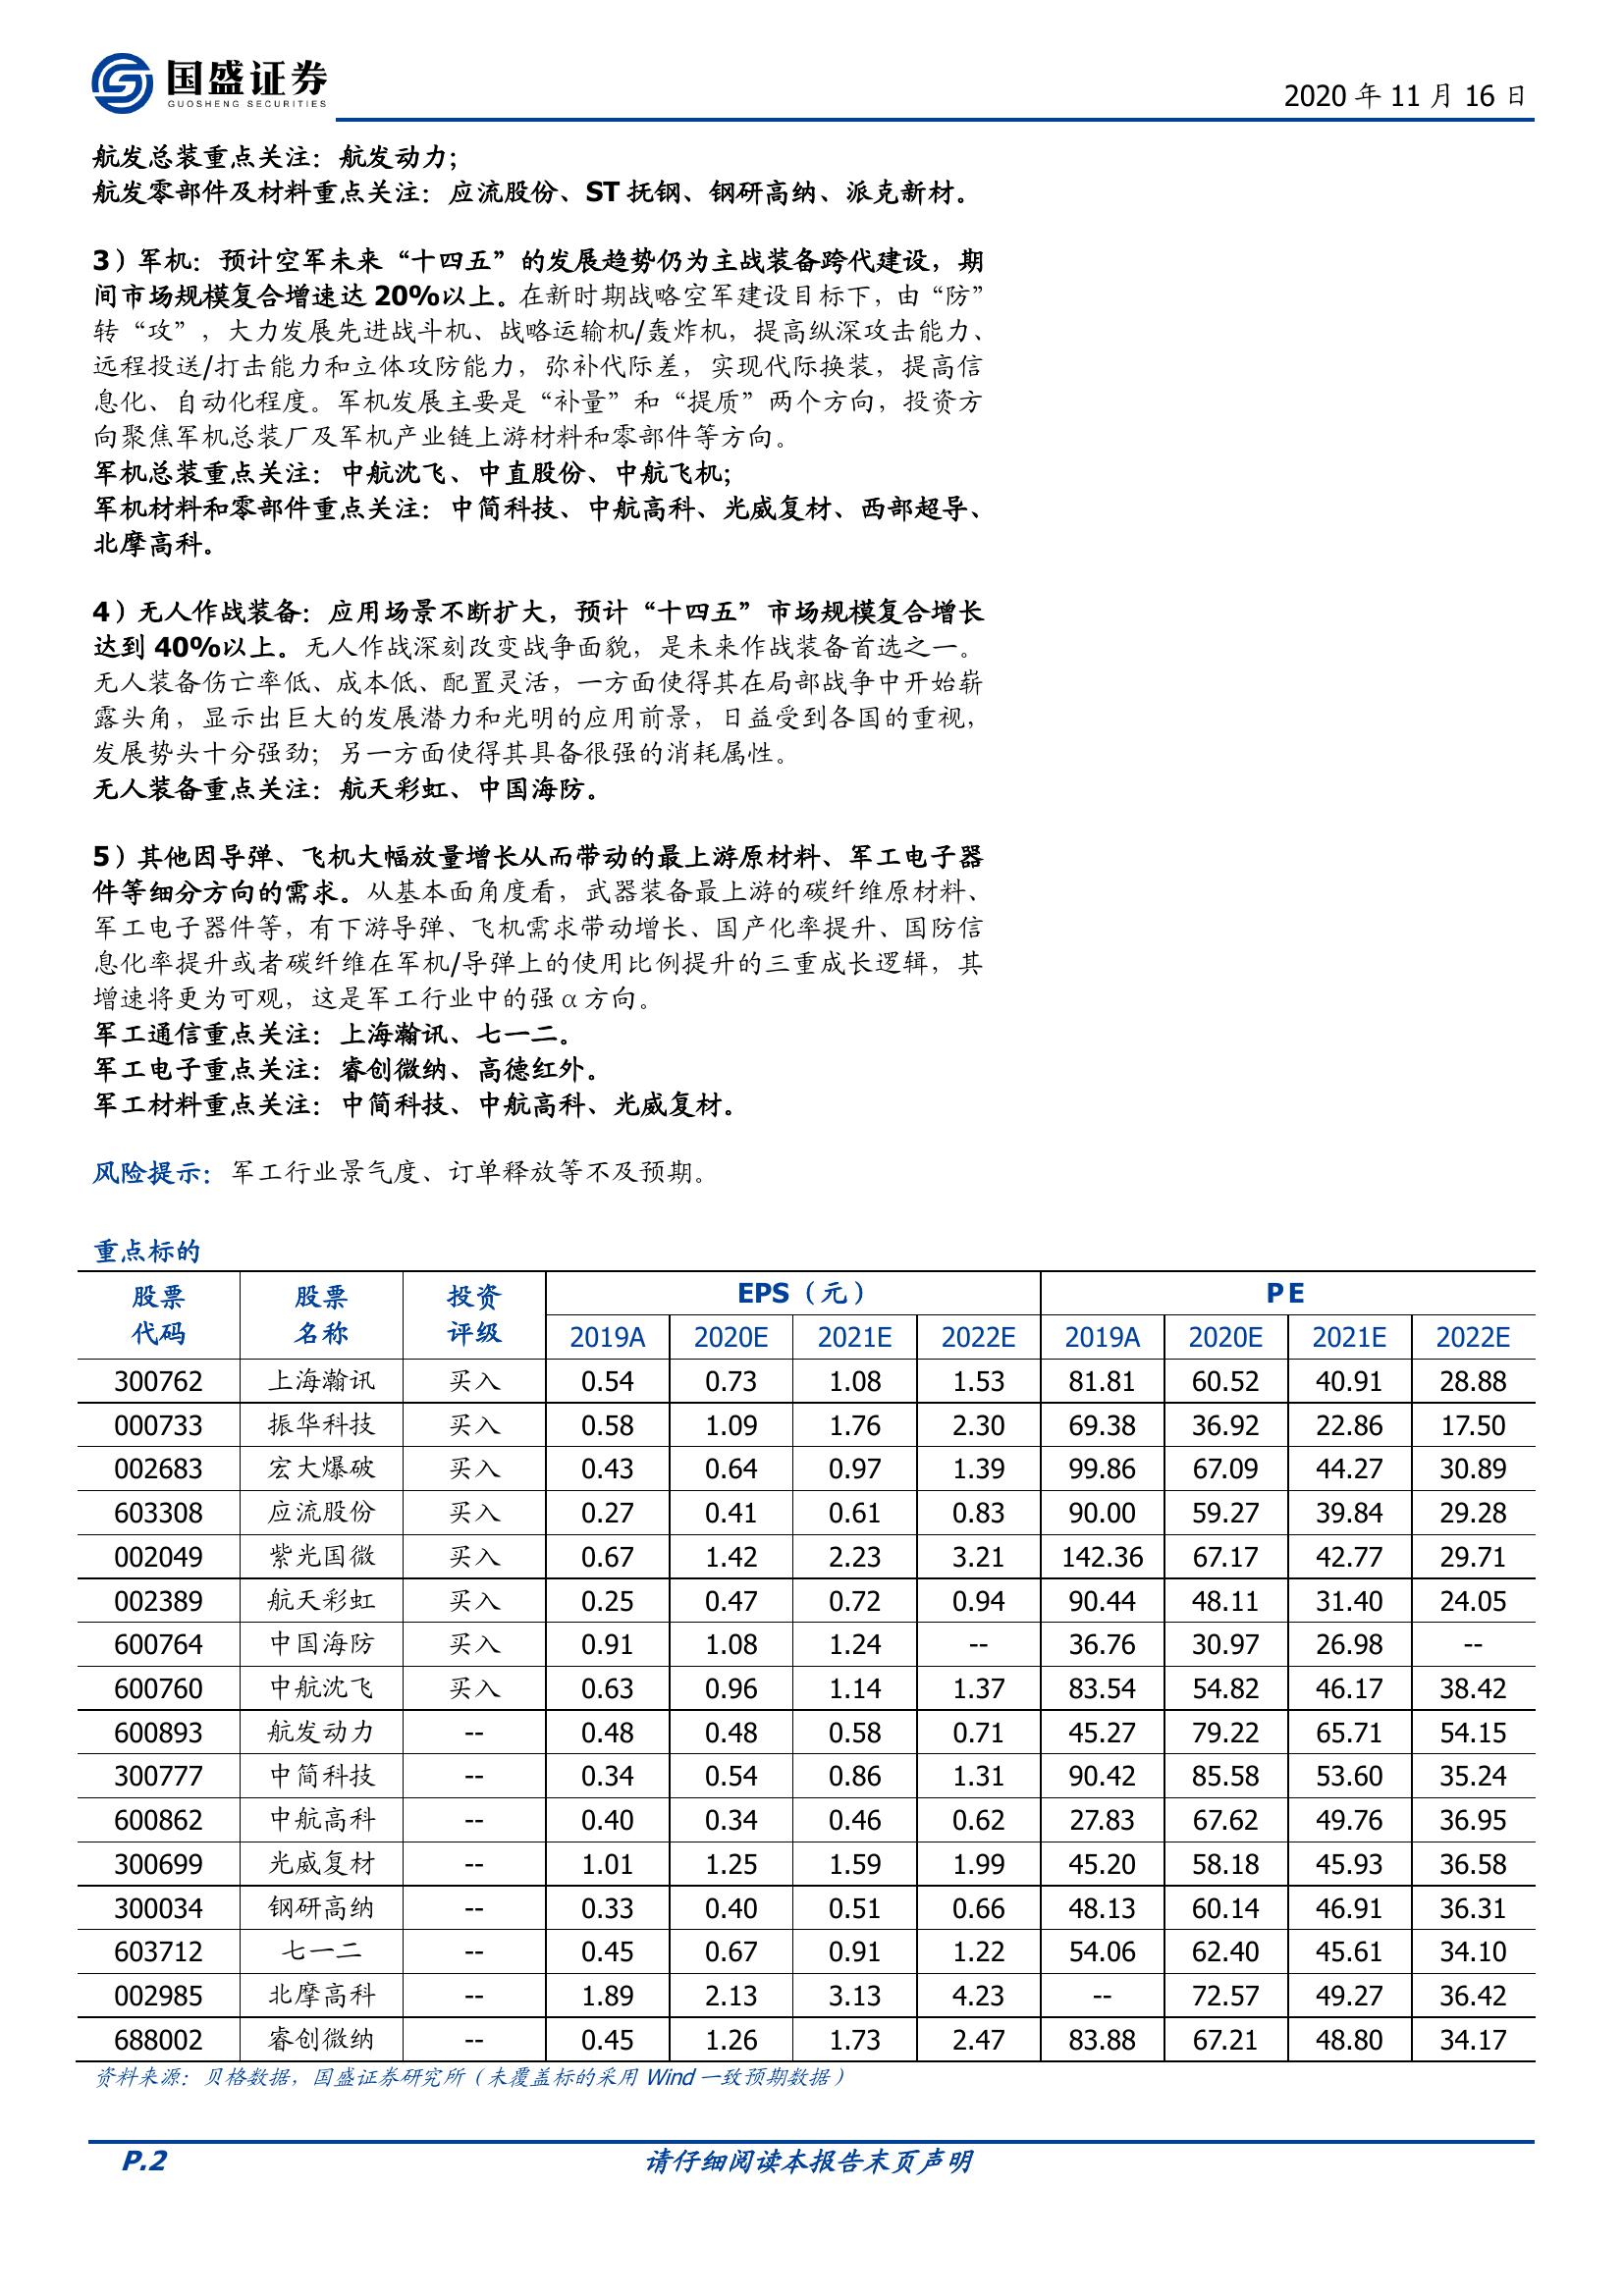 国盛证券
GUOSHENG SECURITIES
2020 年 11 月 16 日
航发总装重点关注：航发动力；
航发零部件及材料重点关注：应流股份、ST 抚钢、钢研高纳、派克新材。
3）军机：预计空军未来“十四五”的发展趋势仍为主战装备跨代建设，期
间市场规模复合增速达 20%以上。在新时期战略空军建设目标下，由“防”
转“攻”，大力发展先进战斗机、战略运输机/轰炸机，提高纵深攻击能力、
远程投送/打击能力和立体攻防能力，弥补代际差，实现代际换装，提高信
息化、自动化程度。军机发展主要是“补量”和“提质”两个方向，投资方
向聚焦军机总装厂及军机产业链上游材料和零部件等方向。
军机总装重点关注：中航沈飞、中直股份、中航飞机；
军机材料和零部件重点关注：中简科技、中航高科、光威复材、西部超导、
北摩高科。
4）无人作战装备：应用场景不断扩大，预计“十四五”市场规模复合增长
达到 40%以上。无人作战深刻改变战争面貌，是未来作战装备首选之一。
无人装备伤亡率低、成本低、配置灵活，一方面使得其在局部战争中开始崭
露头角，显示出巨大的发展潜力和光明的应用前景，日益受到各国的重视，
发展势头十分强劲；另一方面使得其具备很强的消耗属性。
无人装备重点关注：航天彩虹、中国海防。
5）其他因导弹、飞机大幅放量增长从而带动的最上游原材料、军工电子器
件等细分方向的需求。从基本面角度看，武器装备最上游的碳纤维原材料、
军工电子器件等，有下游导弹、飞机需求带动增长、国产化率提升、国防信
息化率提升或者碳纤维在军机/导弹上的使用比例提升的三重成长逻辑，其
增速将更为可观，这是军工行业中的强 α 方向。
军工通信重点关注：上海瀚讯、七一二。
军工电子重点关注：睿创微纳、高德红外。
军工材料重点关注：中简科技、中航高科、光威复材。
风险提示：军工行业景气度、订单释放等不及预期。
重点标的
股票 股票 投资 EPS（元） P E
代码 名称 评级 2019A 2020E 2021E 2022E 2019A 2020E 2021E 2022E
300762 上海瀚讯 买入 0.54 0.73 1.08 1.53 81.81 60.52 40.91 28.88
000733 振华科技 买入 0.58 1.09 1.76 2.30 69.38 36.92 22.86 17.50
002683 宏大爆破 买入 0.43 0.64 0.97 1.39 99.86 67.09 44.27 30.89
603308 应流股份 买入 0.27 0.41 0.61 0.83 90.00 59.27 39.84 29.28
002049 紫光国微 买入 0.67 1.42 2.23 3.21 142.36 67.17 42.77 29.71
002389 航天彩虹 买入 0.25 0.47 0.72 0.94 90.44 48.11 31.40 24.05
600764 中国海防 买入 0.91 1.08 1.24 -- 36.76 30.97 26.98 --
600760 中航沈飞 买入 0.63 0.96 1.14 1.37 83.54 54.82 46.17 38.42
600893 航发动力 -- 0.48 0.48 0.58 0.71 45.27 79.22 65.71 54.15
300777 中简科技 -- 0.34 0.54 0.86 1.31 90.42 85.58 53.60 35.24
600862 中航高科 -- 0.40 0.34 0.46 0.62 27.83 67.62 49.76 36.95
300699 光威复材 -- 1.01 1.25 1.59 1.99 45.20 58.18 45.93 36.58
300034 钢研高纳 -- 0.33 0.40 0.51 0.66 48.13 60.14 46.91 36.31
603712 七一二 -- 0.45 0.67 0.91 1.22 54.06 62.40 45.61 34.10
002985 北摩高科 -- 1.89 2.13 3.13 4.23 -- 72.57 49.27 36.42
688002 睿创微纳 -- 0.45 1.26 1.73 2.47 83.88 67.21 48.80 34.17
资料来源：贝格数据，国盛证券研究所（未覆盖标的采用 Wind 一致预期数据）
P.2 请仔细阅读本报告末页声明